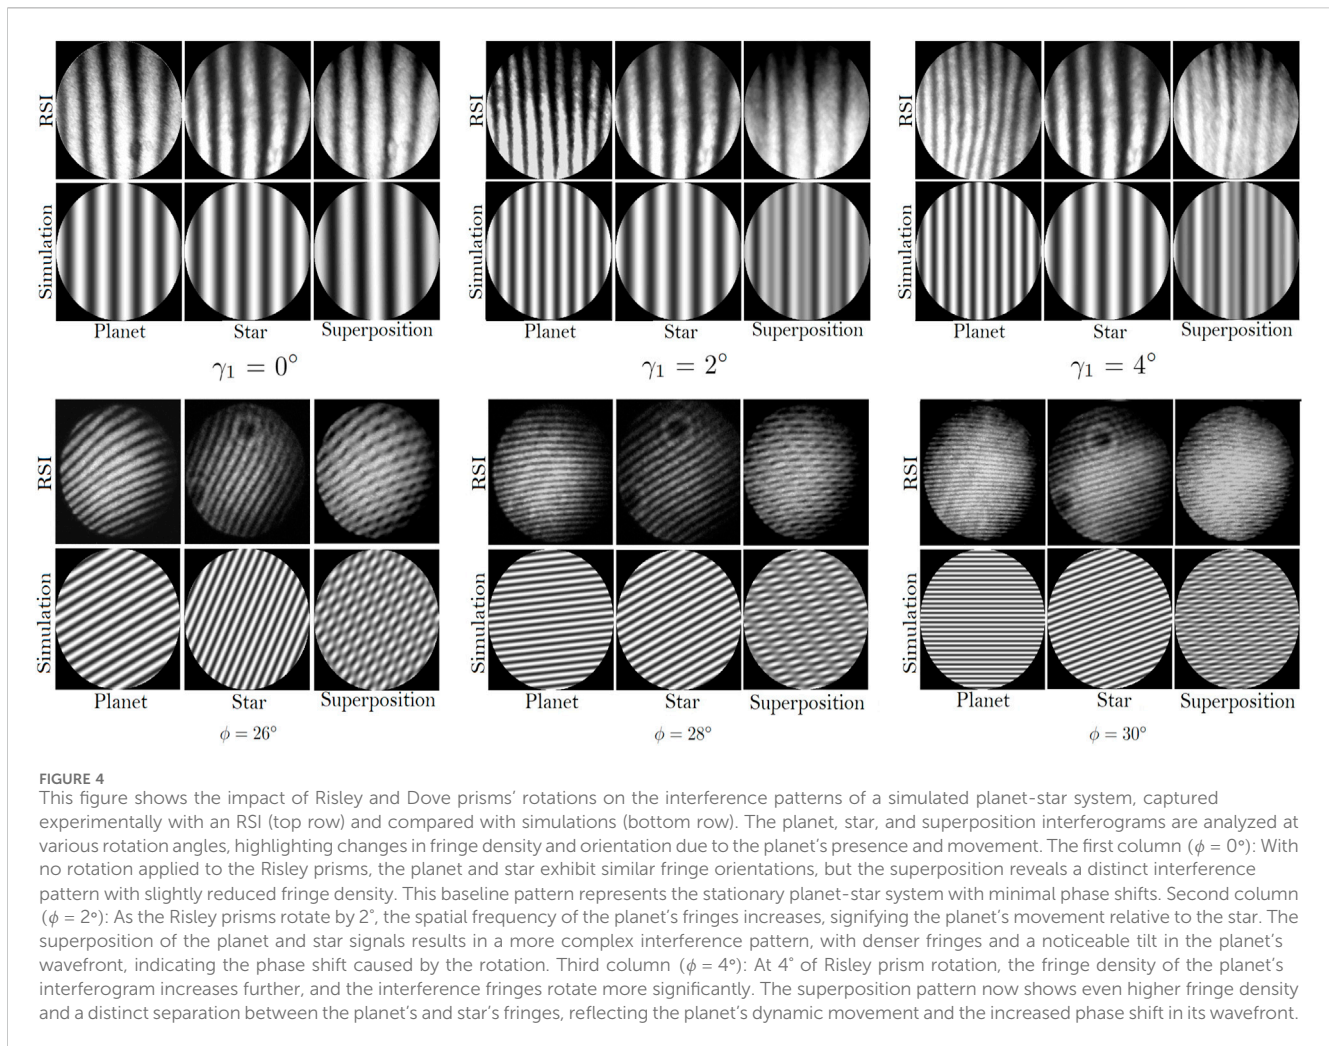 RSI
RSI
RSI
Simulation
Simulation
Simulation
Planet Star Superposition
Planet Star Superposition
Planet Star Superposition
γ₁ = 0°
γ₁ = 2°
γ₁ = 4°
RSI
RSI
RSI
Simulation
Simulation
Simulation
Planet Star Superposition
Planet Star Superposition
Planet Star Superposition
ϕ = 26°
ϕ = 28°
ϕ = 30°
FIGURE 4
This figure shows the impact of Risley and Dove prisms’ rotations on the interference patterns of a simulated planet-star system, captured
experimentally with an RSI (top row) and compared with simulations (bottom row). The planet, star, and superposition interferograms are analyzed at
various rotation angles, highlighting changes in fringe density and orientation due to the planet’s presence and movement. The first column (ϕ = 0°): With
no rotation applied to the Risley prisms, the planet and star exhibit similar fringe orientations, but the superposition reveals a distinct interference
pattern with slightly reduced fringe density. This baseline pattern represents the stationary planet-star system with minimal phase shifts. Second column
(ϕ = 2°): As the Risley prisms rotate by 2°, the spatial frequency of the planet’s fringes increases, signifying the planet’s movement relative to the star. The
superposition of the planet and star signals results in a more complex interference pattern, with denser fringes and a noticeable tilt in the planet’s
wavefront, indicating the phase shift caused by the rotation. Third column (ϕ = 4°): At 4° of Risley prism rotation, the fringe density of the planet’s
interferogram increases further, and the interference fringes rotate more significantly. The superposition pattern now shows even higher fringe density
and a distinct separation between the planet’s and star’s fringes, reflecting the planet’s dynamic movement and the increased phase shift in its wavefront.